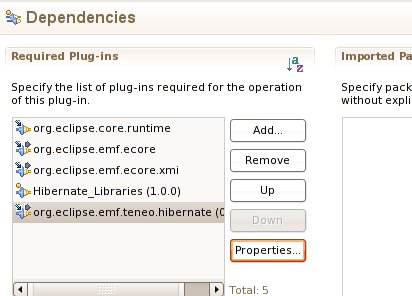 Dependencies
Required Plug-ins
Specify the list of plug-ins required for the operation
of this plug-in.
org.eclipse.core.runtime
org.eclipse.emf.ecore
org.eclipse.emf.ecore.xmi
Hibernate_Libraries (1.0.0)
org.eclipse.emf.teneo.hibernate (0
Add...
Remove
Up
Down
Properties...
Total: 5
Imported Pa
Specify pack
without expli